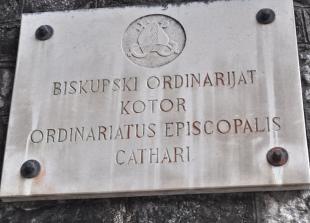 BISKUPSKI ORDINARIJAT
KOTOR
ORDINARIATUS EPISCOPALIS
CATHARI